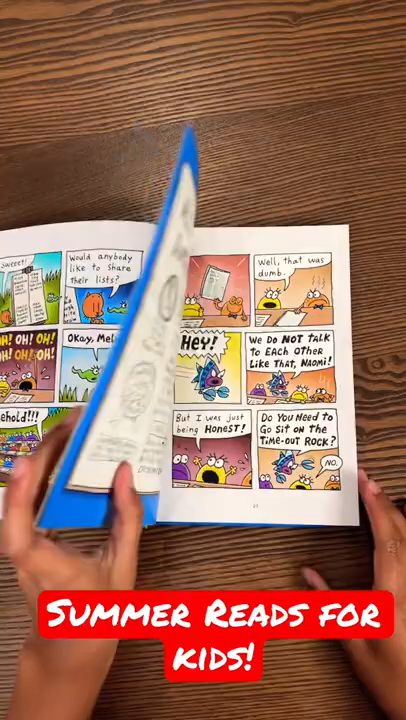 sweet!
Would anybody
like to share
their lists?
OH! OH! OH!
OH! OH! OH!
Okay, Mel
behold!!!
Well, that was
dumb.
HEY!
We DO NOT TALK
to EACH OTHER
LIKE THAT, NAOMI!
But I was just
being HONEST!
Do You Need to
Go Sit on the
Time-out ROCK?
No.
SUMMER READS FOR
KIDS!